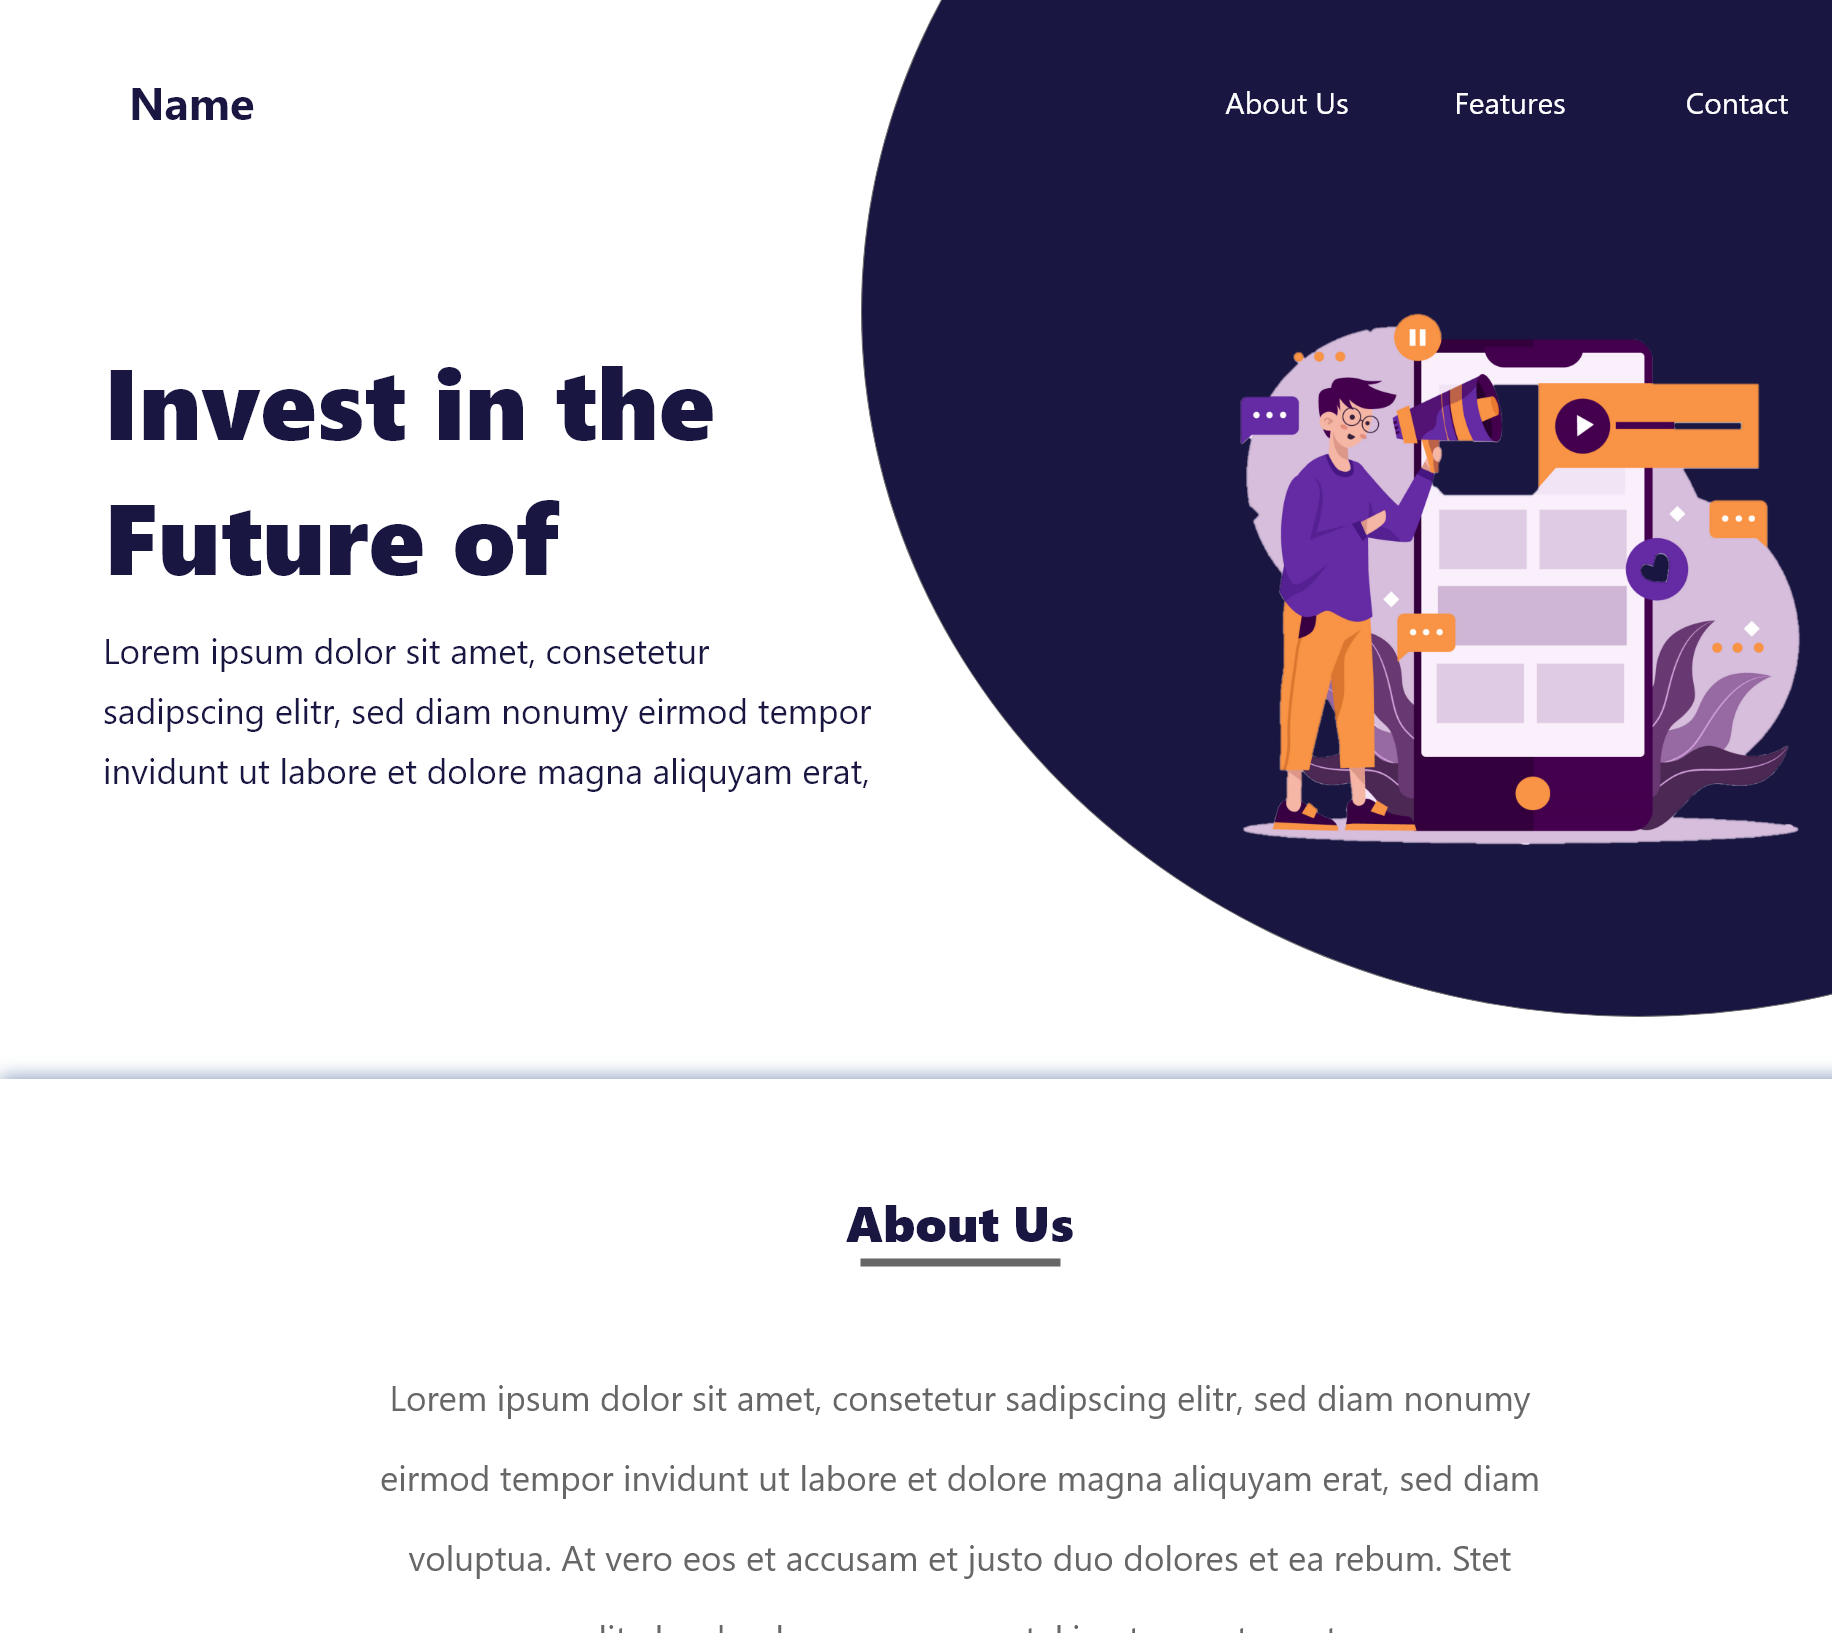 Name
About Us
Features
Contact
Invest in the
Future of
Lorem ipsum dolor sit amet, consetetur
sadipscing elitr, sed diam nonumy eirmod tempor
invidunt ut labore et dolore magna aliquyam erat,
About Us
Lorem ipsum dolor sit amet, consetetur sadipscing elitr, sed diam nonumy
eirmod tempor invidunt ut labore et dolore magna aliquyam erat, sed diam
voluptua. At vero eos et accusam et justo duo dolores et ea rebum. Stet